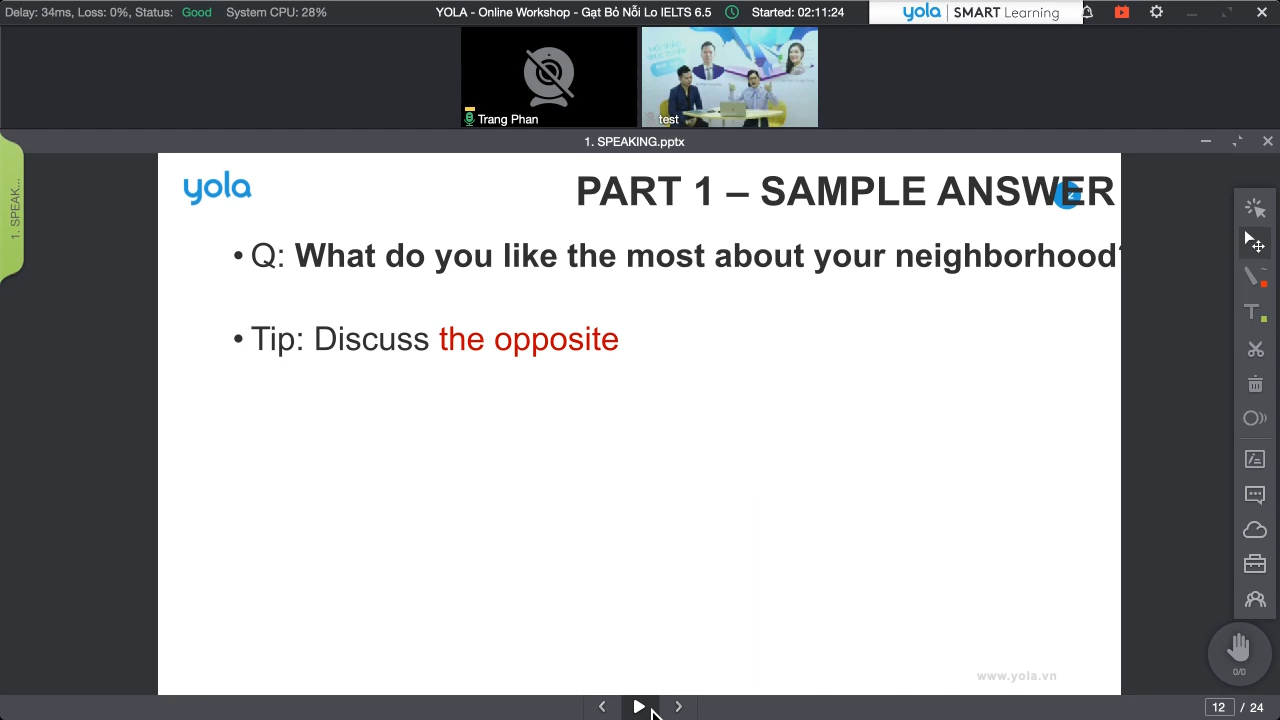 Delay: 34ms, Loss: 0%, Status: Good System CPU: 28%
YOLA - Online Workshop - Gạt Bỏ Nỗi Lo IELTS 6.5
Started: 02:11:24
yola | SMART Learning
Trang Phan
test
1. SPEAKING.pptx
1. SPEAK...
yola
PART 1 – SAMPLE ANSWER
• Q: What do you like the most about your neighborhood?
• Tip: Discuss the opposite
www.yola.vn
0/0
12 / 24